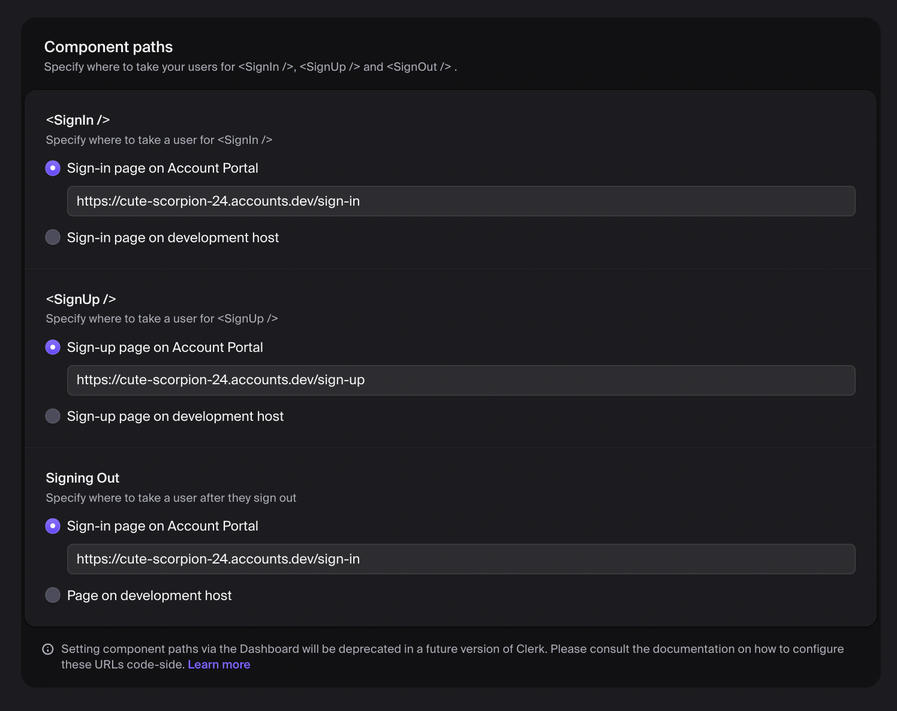 Component paths
Specify where to take your users for <SignIn />, <SignUp /> and <SignOut /> .
<SignIn />
Specify where to take a user for <SignIn />
Sign-in page on Account Portal
https://cute-scorpion-24.accounts.dev/sign-in
Sign-in page on development host
<SignUp />
Specify where to take a user for <SignUp />
Sign-up page on Account Portal
https://cute-scorpion-24.accounts.dev/sign-up
Sign-up page on development host
Signing Out
Specify where to take a user after they sign out
Sign-in page on Account Portal
https://cute-scorpion-24.accounts.dev/sign-in
Page on development host
Setting component paths via the Dashboard will be deprecated in a future version of Clerk. Please consult the documentation on how to configure
these URLs code-side. Learn more